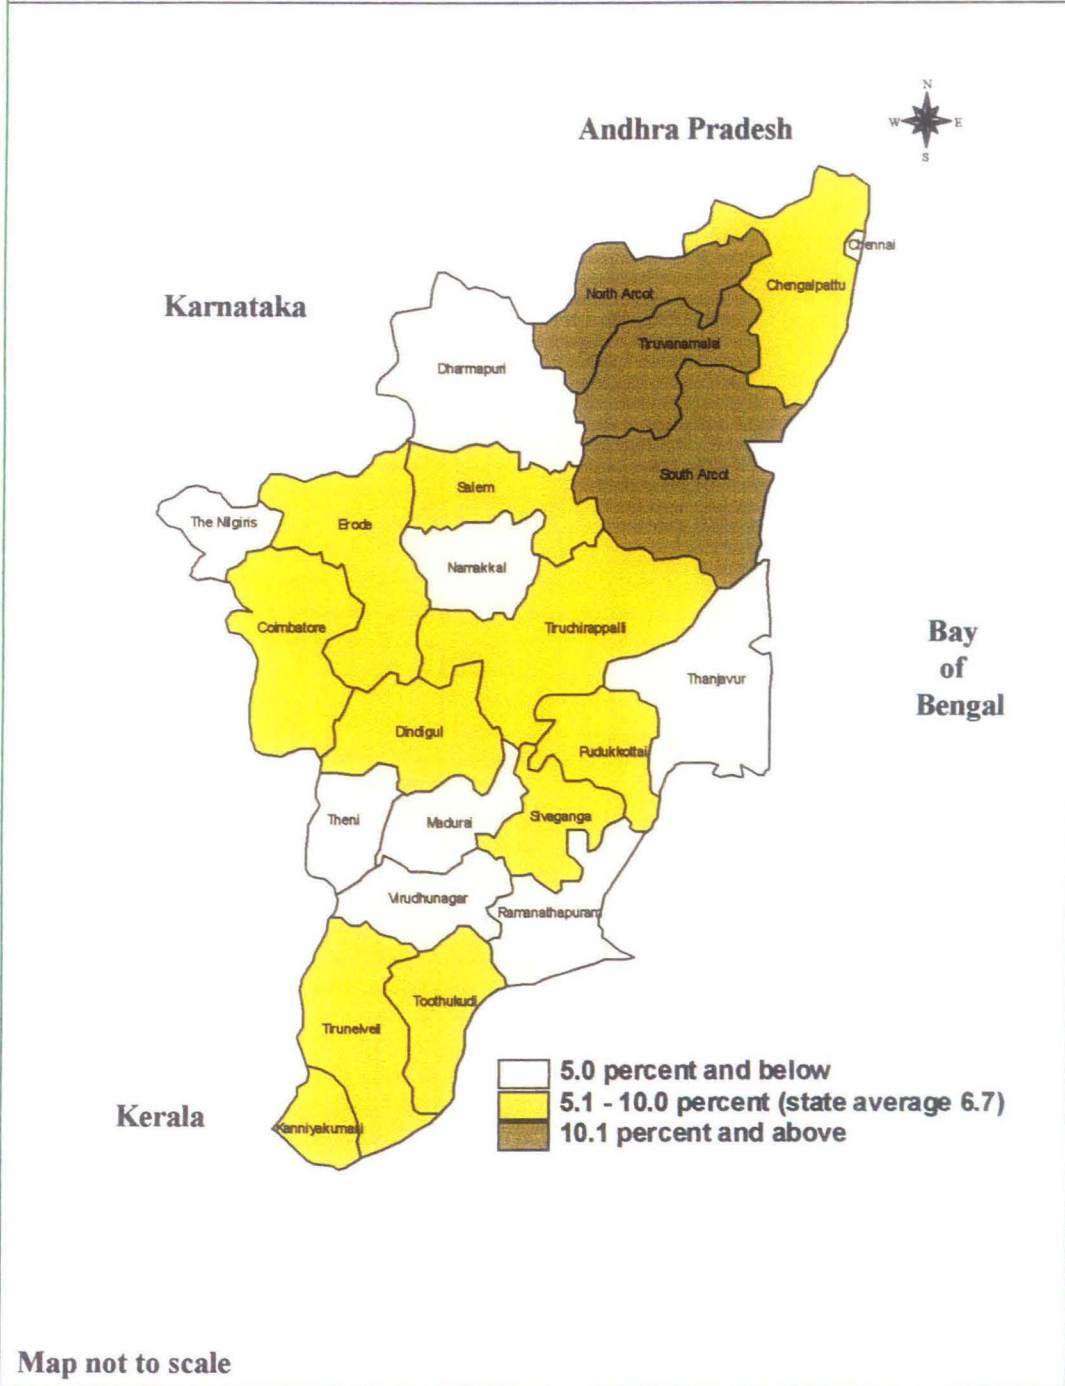 N
W E
S
Andhra Pradesh
Chennai
Chengalpattu
North Arcot
Karnataka
Tiruvanamalai
Dharmapuri
South Arcot
Salem
The Nilgiris
Erode
Namakkal
Coimbatore
Tiruchirappalli
Bay
of
Bengal
Thanjavur
Dindigul
Pudukkottai
Theni
Madurai
Sivaganga
Virudhunagar
Ramanathapuram
Toothukudi
Tirunelveli
Kerala
Kanniyakumari
5.0 percent and below
5.1 - 10.0 percent (state average 6.7)
10.1 percent and above
Map not to scale